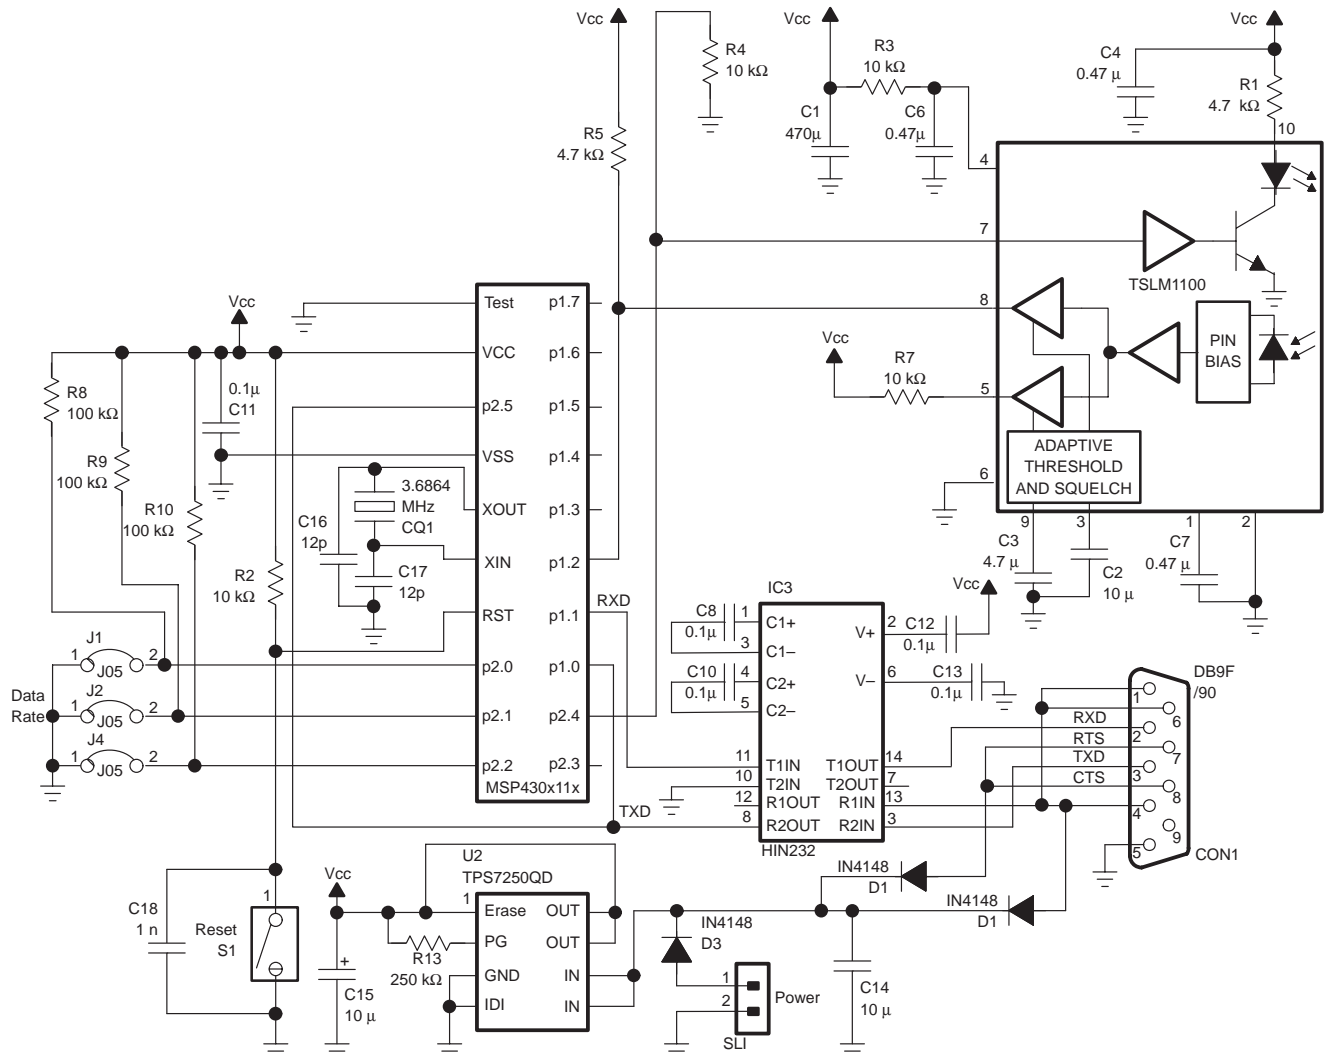 Vcc
R4
10 kΩ
Vcc
R3
10 kΩ
Vcc
C4
0.47 μ
R1
4.7 kΩ
10
C1
470μ
C6
0.47μ
R5
4.7 kΩ
4
7
TSLM1100
8
Vcc
R7
10 kΩ
5
PIN
BIAS
ADAPTIVE
THRESHOLD
AND SQUELCH
6
9
3
1
2
C3
4.7 μ
C2
10 μ
C7
0.47 μ
Vcc
R8
100 kΩ
0.1μ
C11
R9
100 kΩ
R10
100 kΩ
R2
10 kΩ
Test
p1.7
VCC
p1.6
p2.5
p1.5
VSS
p1.4
XOUT
p1.3
XIN
p1.2
RST
p1.1
p2.0
p1.0
p2.1
p2.4
p2.2
p2.3
MSP430x11x
3.6864
MHz
CQ1
C16
12p
C17
12p
RXD
TXD
J1
1
2
J05
Data
Rate
J2
1
2
J05
J4
1
2
J05
IC3
C8
0.1μ
1
C1+
3
C1–
C10
0.1μ
4
C2+
5
C2–
2
V+
C12
0.1μ
Vcc
6
V–
C13
0.1μ
11
T1IN
T1OUT
14
10
T2IN
T2OUT
7
12
R1OUT
R1IN
13
8
R2OUT
R2IN
3
HIN232
DB9F
/90
RXD
RTS
TXD
CTS
1
6
2
7
3
8
4
9
5
CON1
IN4148
D1
IN4148
D1
IN4148
D3
C18
1 n
1
Reset
S1
Vcc
U2
TPS7250QD
1
Erase
OUT
PG
OUT
GND
IN
IDI
IN
R13
250 kΩ
+
C15
10 μ
1
2
Power
SLI
C14
10 μ